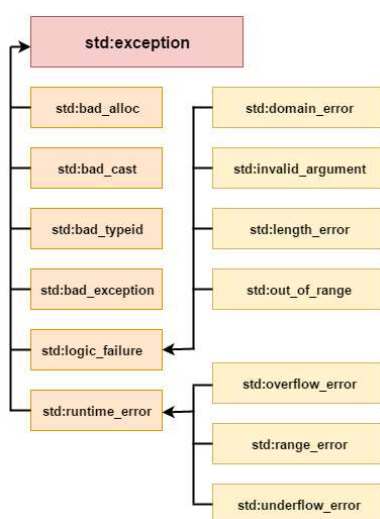 std:exception
std:bad_alloc
std:bad_cast
std:bad_typeid
std:bad_exception
std:logic_failure
std:runtime_error
std:domain_error
std:invalid_argument
std:length_error
std:out_of_range
std:overflow_error
std:range_error
std:underflow_error